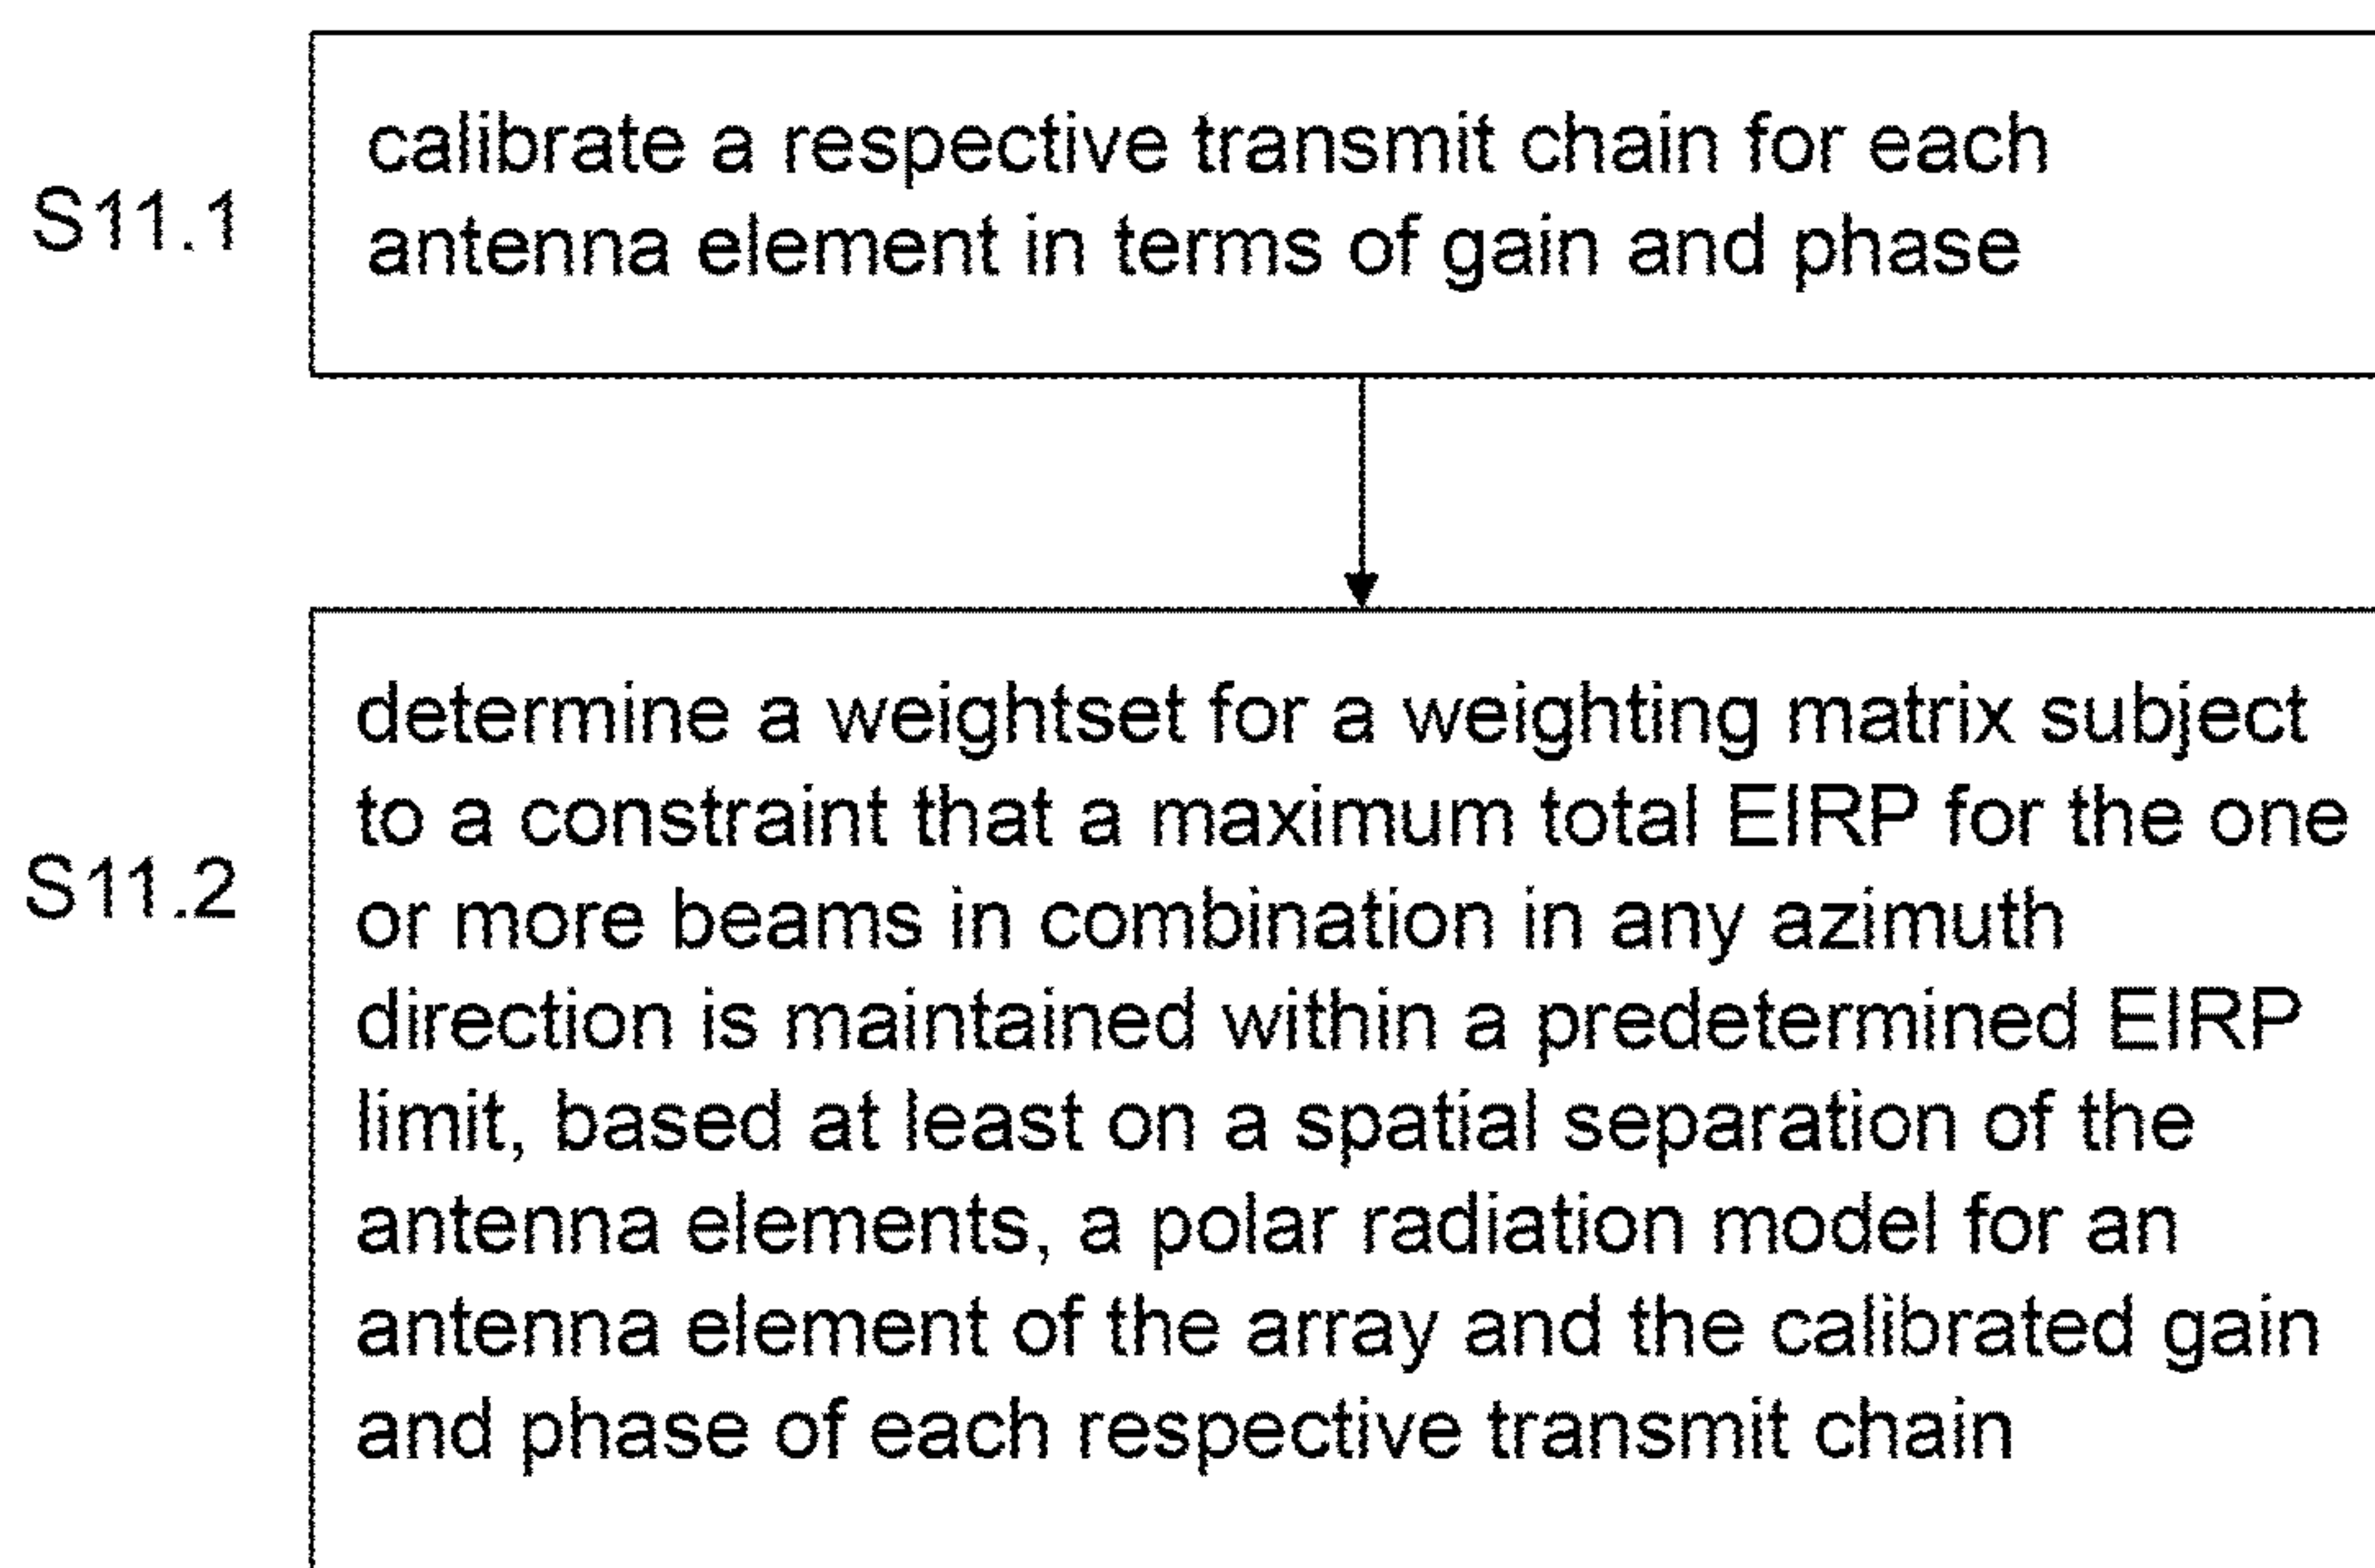 S11.1
calibrate a respective transmit chain for each
antenna element in terms of gain and phase
S11.2
determine a weightset for a weighting matrix subject
to a constraint that a maximum total EIRP for the one
or more beams in combination in any azimuth
direction is maintained within a predetermined EIRP
limit, based at least on a spatial separation of the
antenna elements, a polar radiation model for an
antenna element of the array and the calibrated gain
and phase of each respective transmit chain